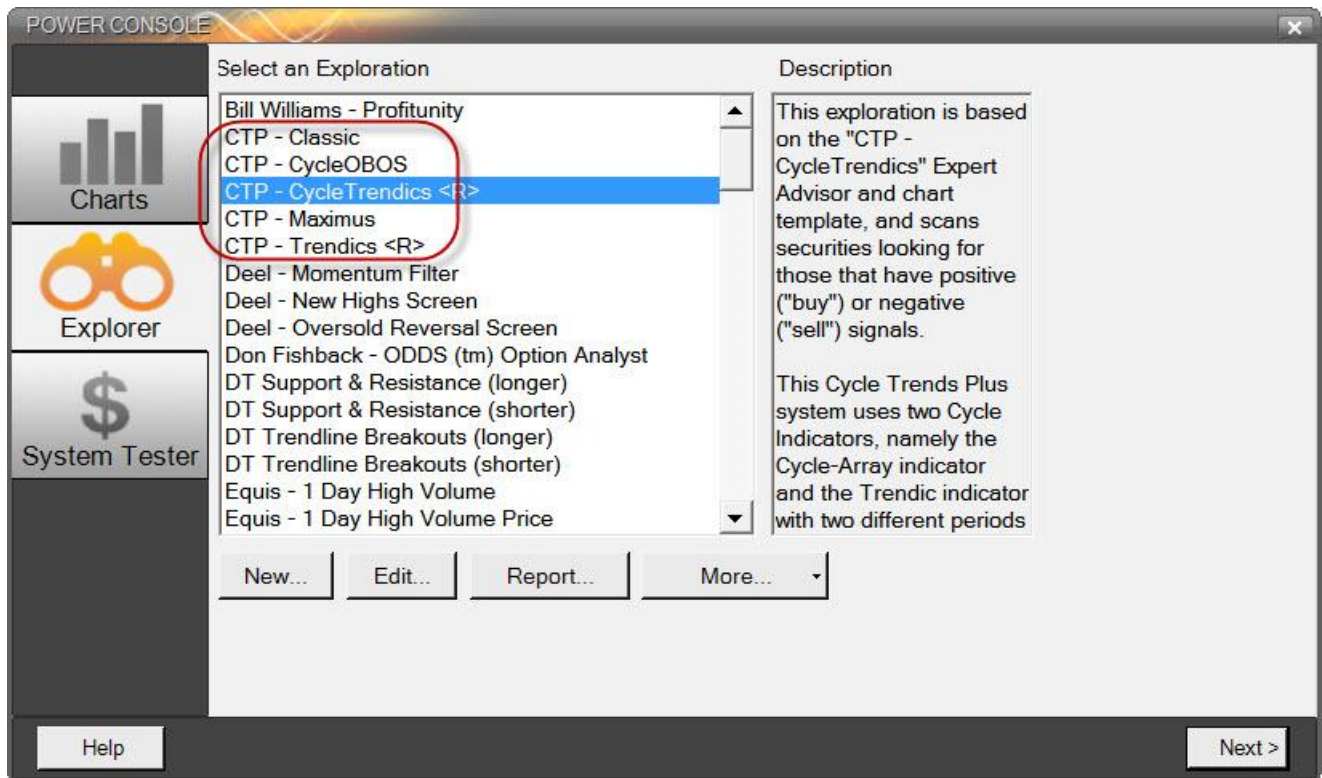 POWER CONSOLE
Select an Exploration
Description
Charts
Explorer
System Tester
Bill Williams - Profitunity
CTP - Classic
CTP - CycleOBOS
CTP - CycleTrendics <R>
CTP - Maximus
CTP - Trendics <R>
Deel - Momentum Filter
Deel - New Highs Screen
Deel - Oversold Reversal Screen
Don Fishback - ODDS (tm) Option Analyst
DT Support & Resistance (longer)
DT Support & Resistance (shorter)
DT Trendline Breakouts (longer)
DT Trendline Breakouts (shorter)
Equis - 1 Day High Volume
Equis - 1 Day High Volume Price
This exploration is based
on the "CTP -
CycleTrendics" Expert
Advisor and chart
template, and scans
securities looking for
those that have positive
("buy") or negative
("sell") signals.
This Cycle Trends Plus
system uses two Cycle
Indicators, namely the
Cycle-Array indicator
and the Trendic indicator
with two different periods
New...
Edit...
Report...
More...
Help
Next >